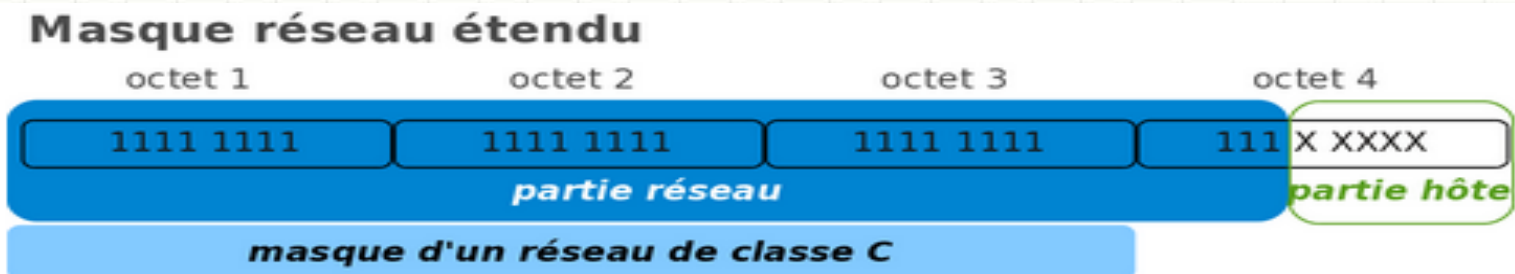 Masque réseau étendu
octet 1 octet 2 octet 3 octet 4
1111 1111 1111 1111 1111 1111 111 X XXXX
partie réseau partie hôte
masque d'un réseau de classe C